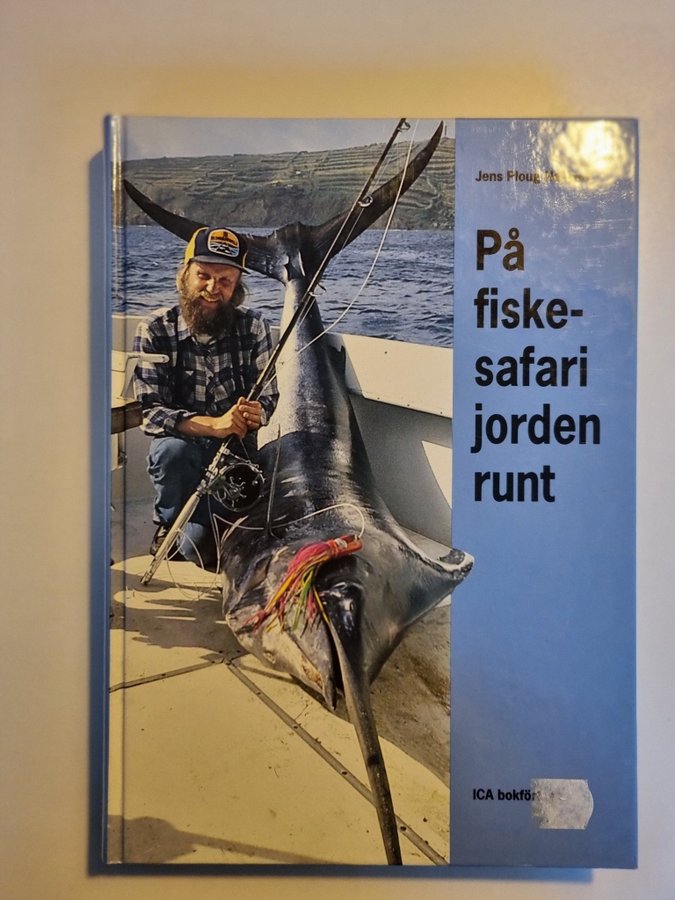 Jens Ploug
På
fiske-
safari
jorden
runt
ICA bokför